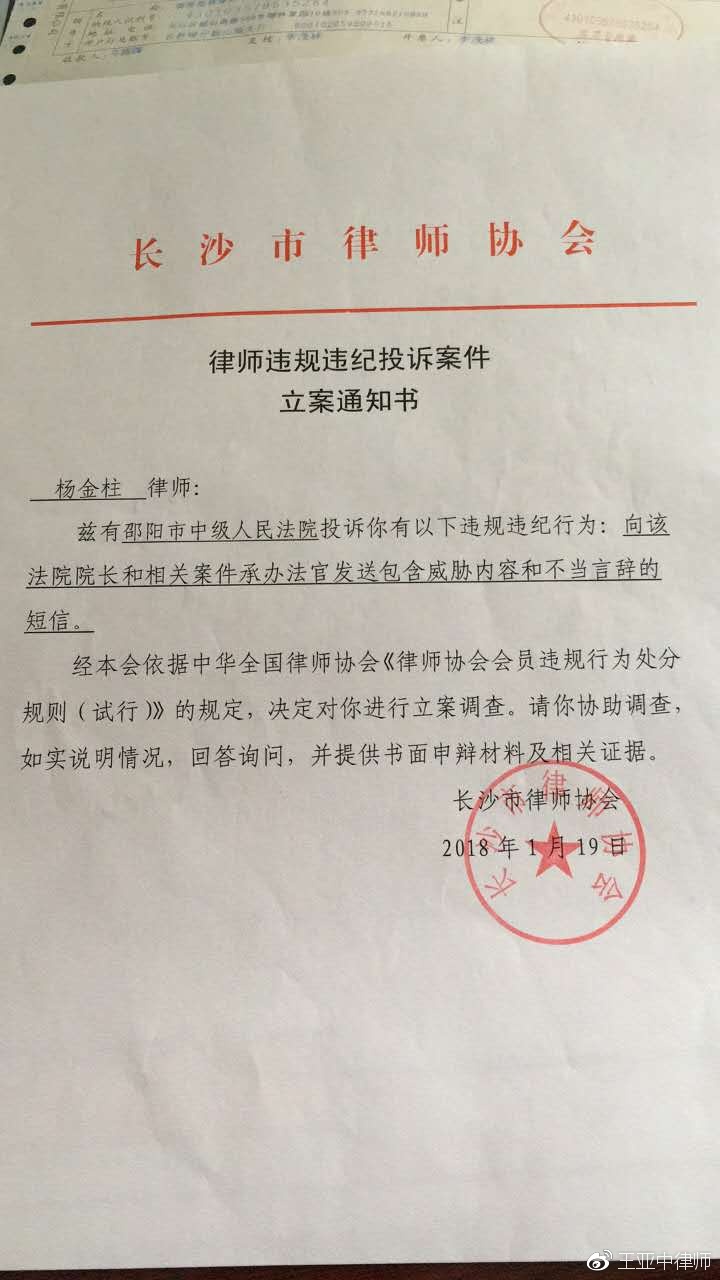 长沙市律师协会
律师违规违纪投诉案件
立案通知书
杨金柱 律师：
兹有邵阳市中级人民法院投诉你有以下违规违纪行为：向该
法院院长和相关案件承办法官发送包含威胁内容和不当言辞的
短信。
经本会依据中华全国律师协会《律师协会会员违规行为处分
规则（试行）》的规定，决定对你进行立案调查。请你协助调查，
如实说明情况，回答询问，并提供书面申辩材料及相关证据。
长沙市律师协会
2018 年 1 月 19 日
长沙市律师协会
@王亚中律师